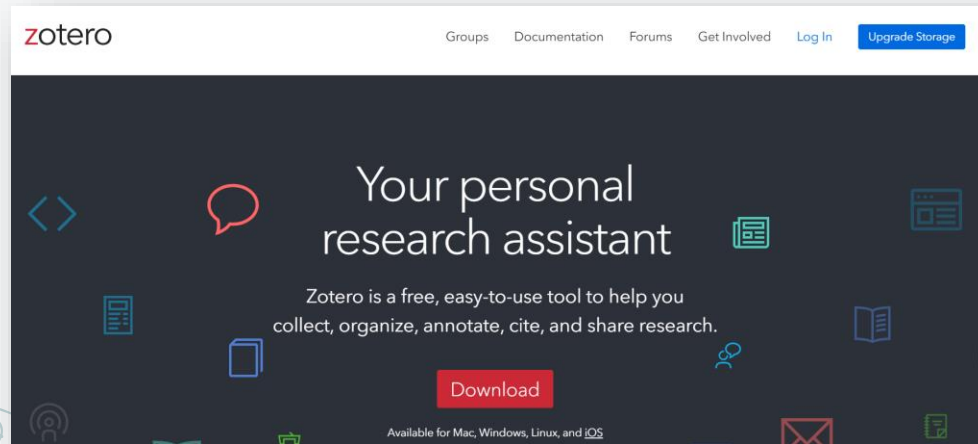 zotero
Groups Documentation Forums Get Involved Log In Upgrade Storage
Your personal
research assistant
Zotero is a free, easy-to-use tool to help you
collect, organize, annotate, cite, and share research.
Download
Available for Mac, Windows, Linux, and iOS